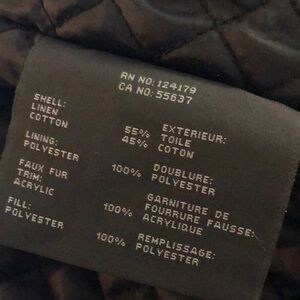 RN NO: 124179
CA NO: 55637
SHELL: EXTERIEUR:
LINEN 55% TOILE
COTTON 45% COTON
LINING: DOUBLURE:
POLYESTER 100% POLYESTER
FAUX FUR GARNITURE DE
TRIM: FOURRURE FAUSSE:
ACRYLIC 100% ACRYLIQUE
FILL: REMPLISSAGE:
POLYESTER 100% POLYESTER